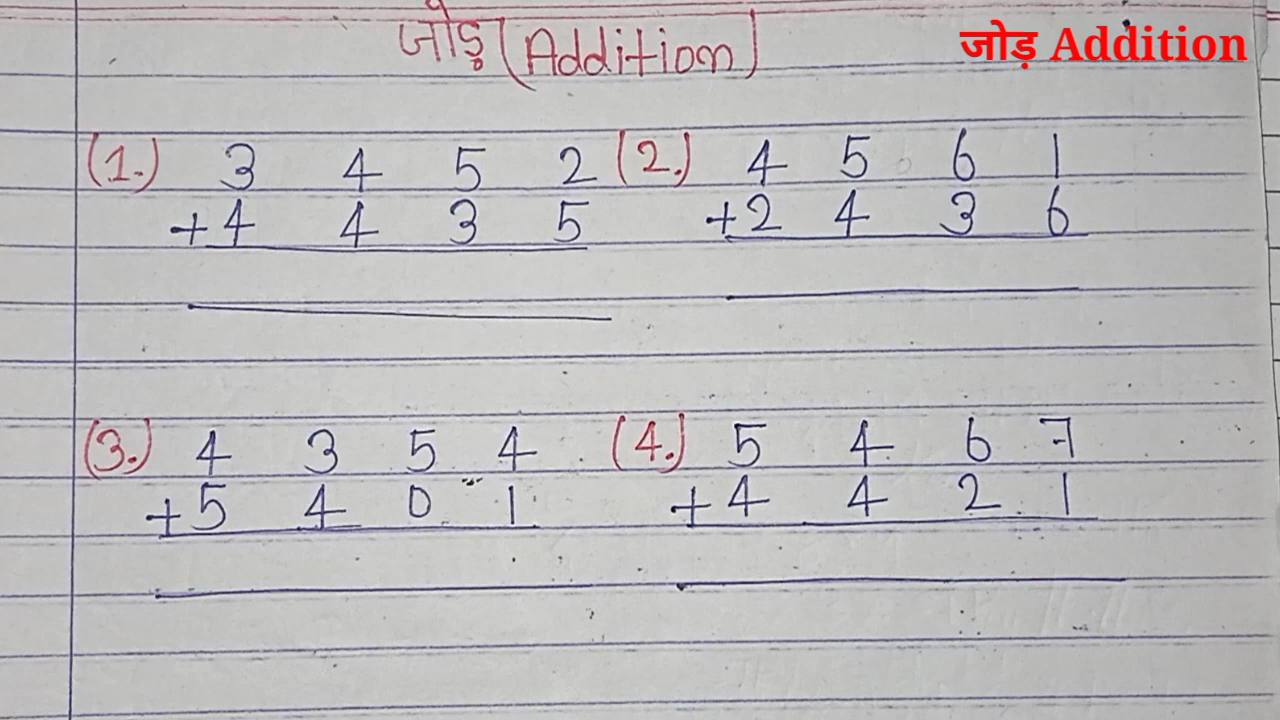 जोड़ (Addition)
जोड़ Addition
(1.) 3 4 5 2
+4 4 3 5
(2.) 4 5 6 1
+2 4 3 6
(3.) 4 3 5 4
+5 4 0 1
(4.) 5 4 6 7
+4 4 2 1